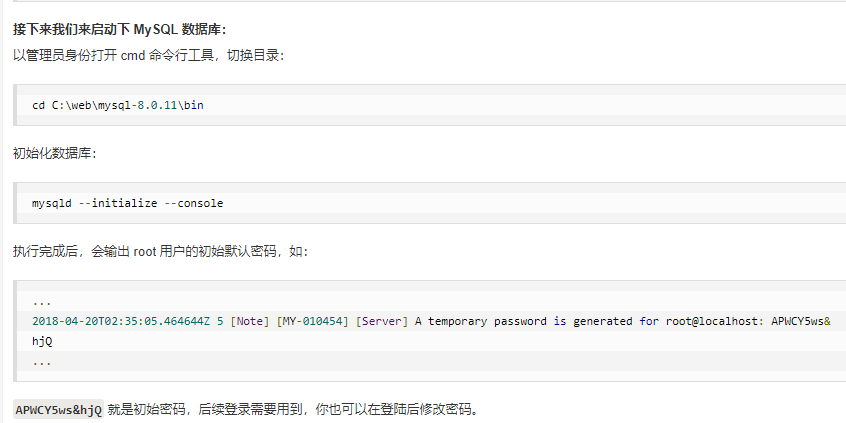 接下来我们来启动下 MySQL 数据库：
以管理员身份打开 cmd 命令行工具，切换目录：
cd C:\web\mysql-8.0.11\bin
初始化数据库：
mysqld --initialize --console
执行完成后，会输出 root 用户的初始默认密码，如：
...
2018-04-20T02:35:05.464644Z 5 [Note] [MY-010454] [Server] A temporary password is generated for root@localhost: APWCY5ws&
hjQ
...
APWCY5ws&hjQ 就是初始密码，后续登录需要用到，你也可以在登陆后修改密码。